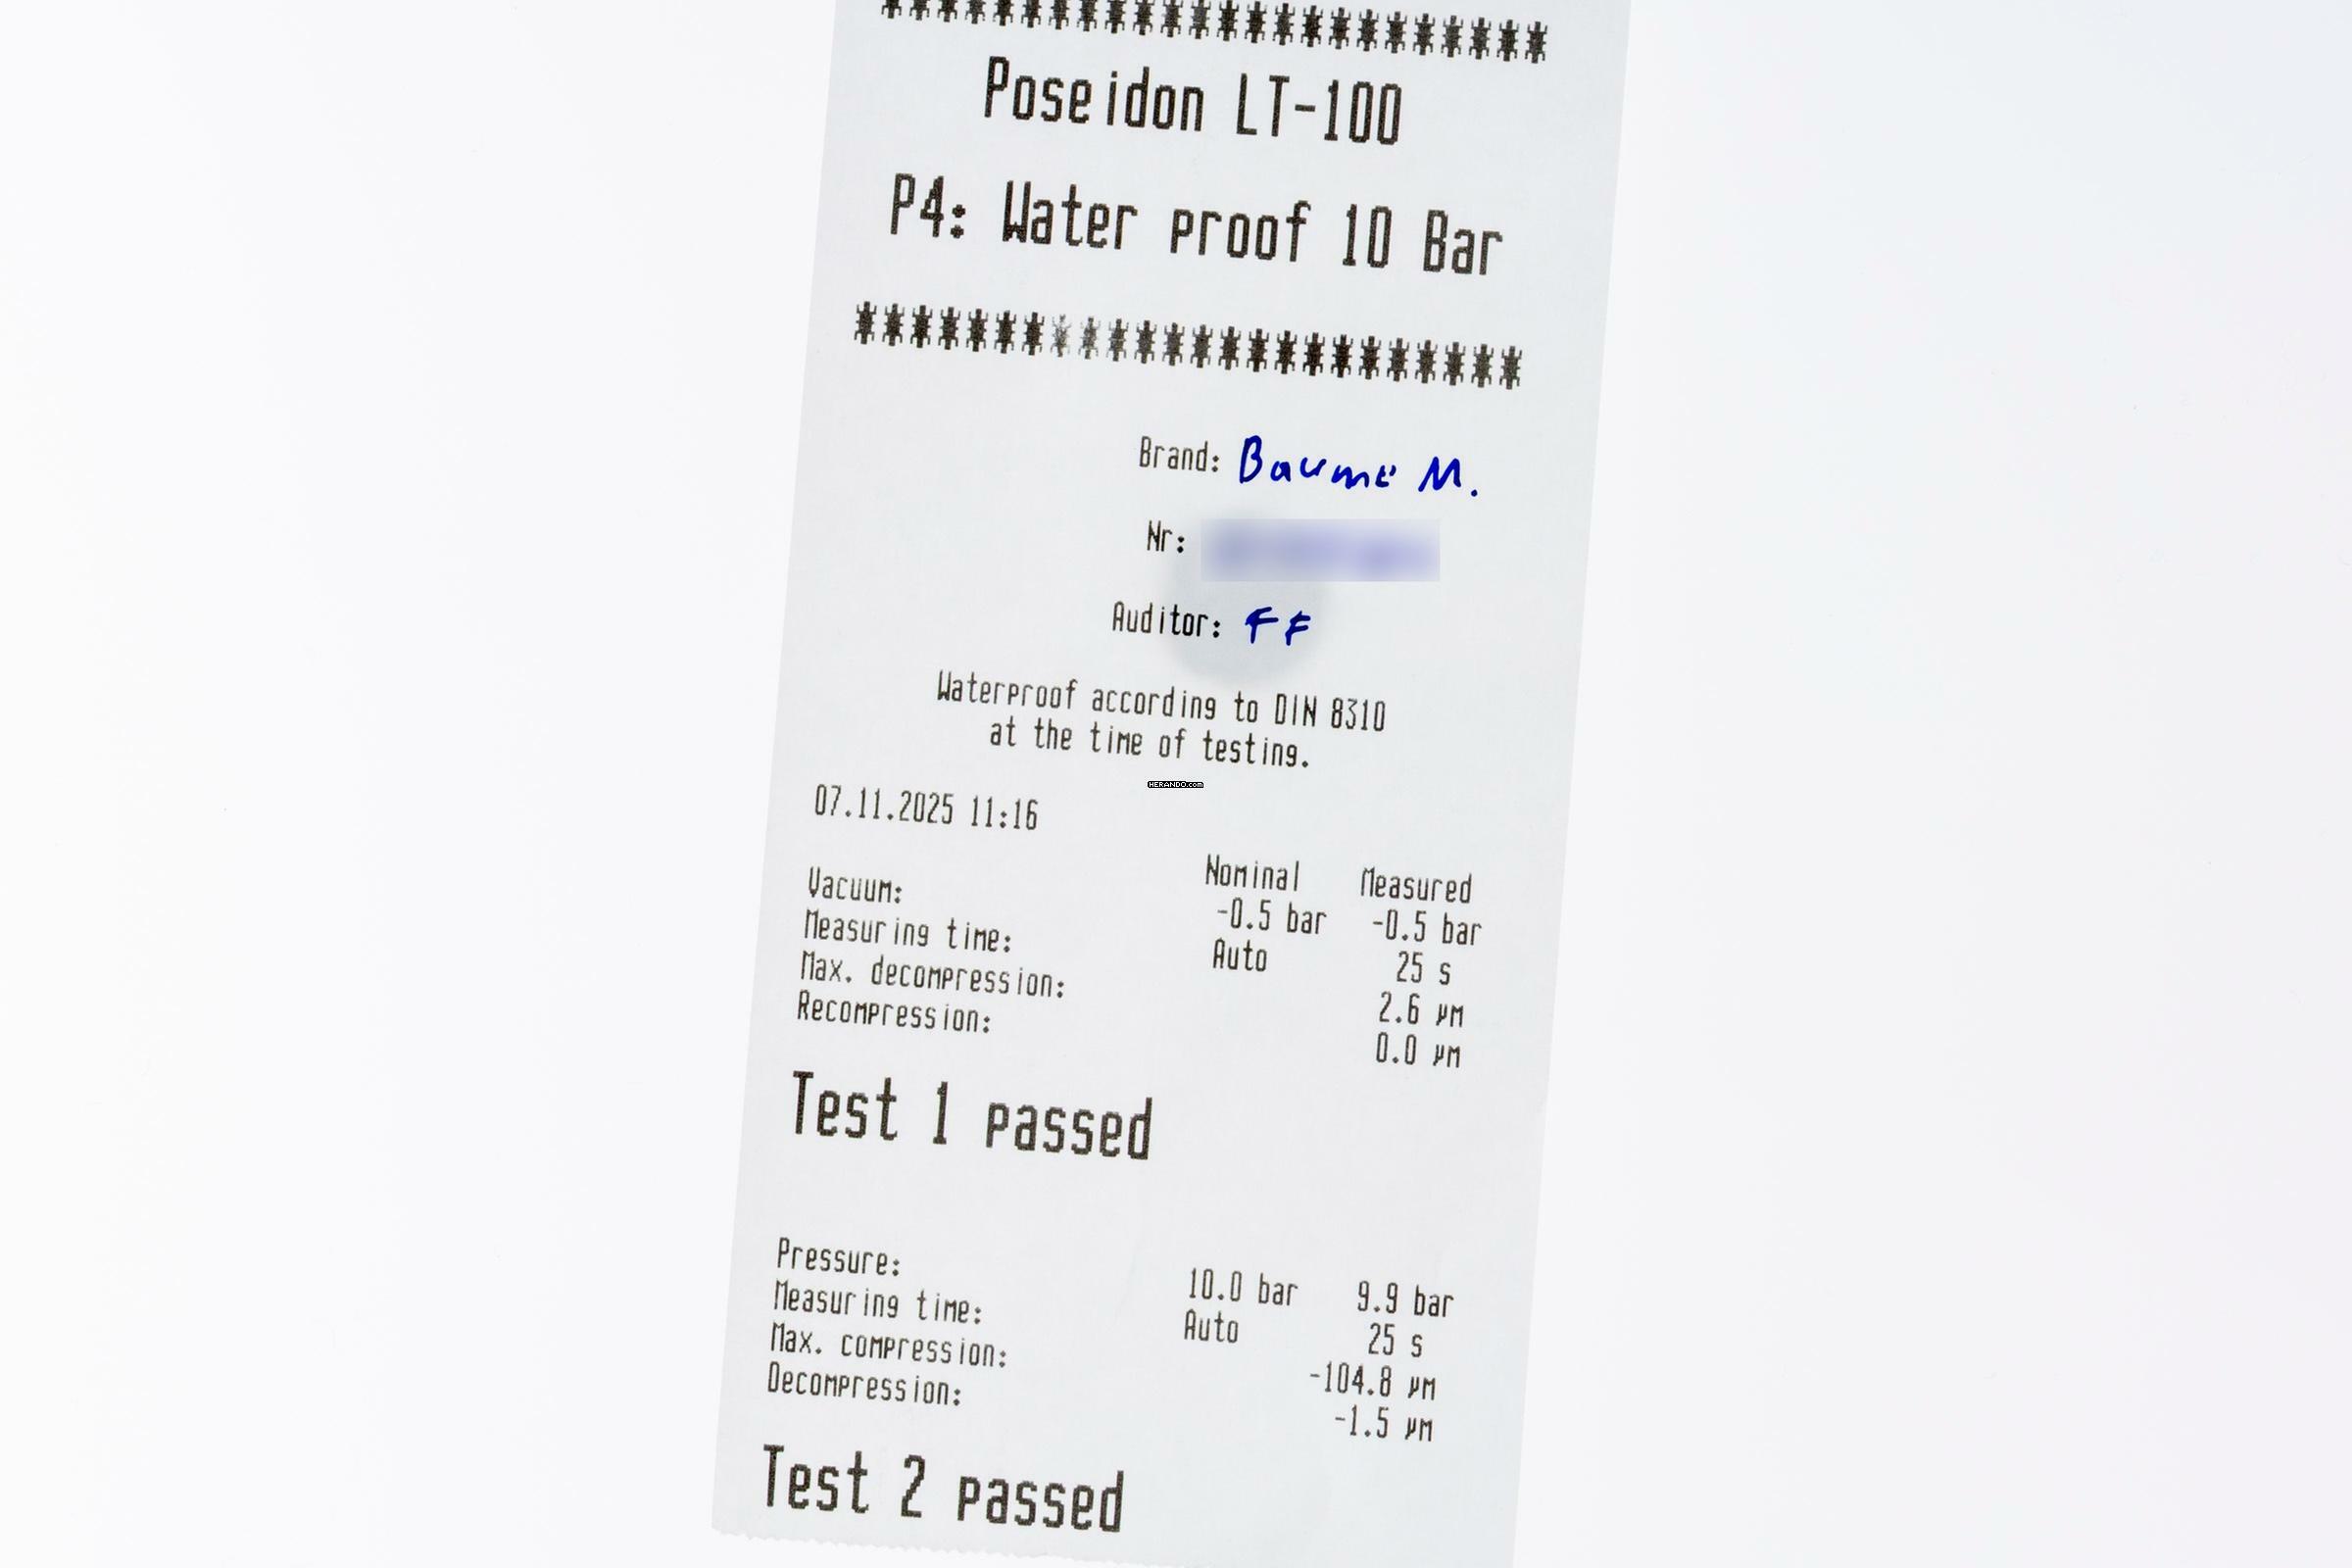 ************************
Poseidon LT-100
P4: Water proof 10 Bar
************************
Brand: Baume M.
Nr:
Auditor: FF
Waterproof according to DIN 8310
at the time of testing.
HERANDO.com
07.11.2025 11:16
Nominal Measured
Vacuum: -0.5 bar -0.5 bar
Measuring time: Auto 25 s
Max. decompression: 2.6 µm
Recompression: 0.0 µm
Test 1 passed
Pressure: 10.0 bar 9.9 bar
Measuring time: Auto 25 s
Max. compression: -104.8 µm
Decompression: -1.5 µm
Test 2 passed